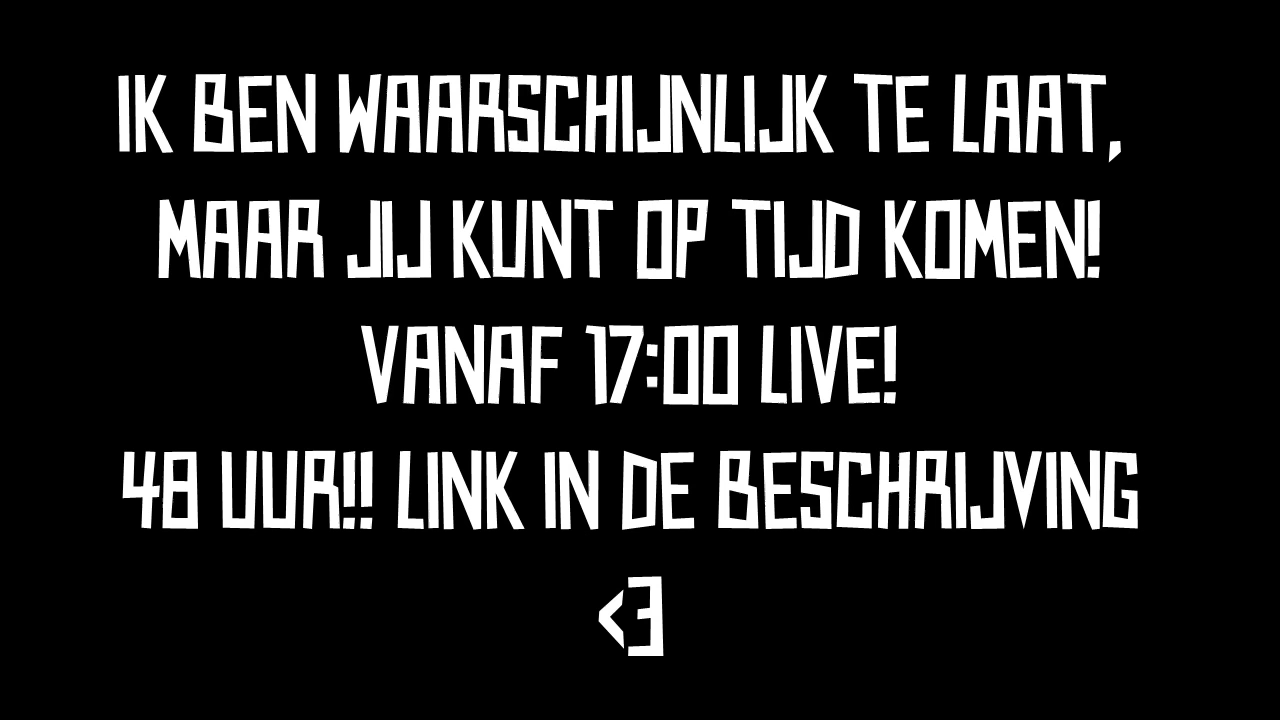 IK BEN WAARSCHIJNLIJK TE LAAT,
MAAR JIJ KUNT OP TIJD KOMEN!
VANAF 17:00 LIVE!
48 UUR!! LINK IN DE BESCHRIJVING
<3